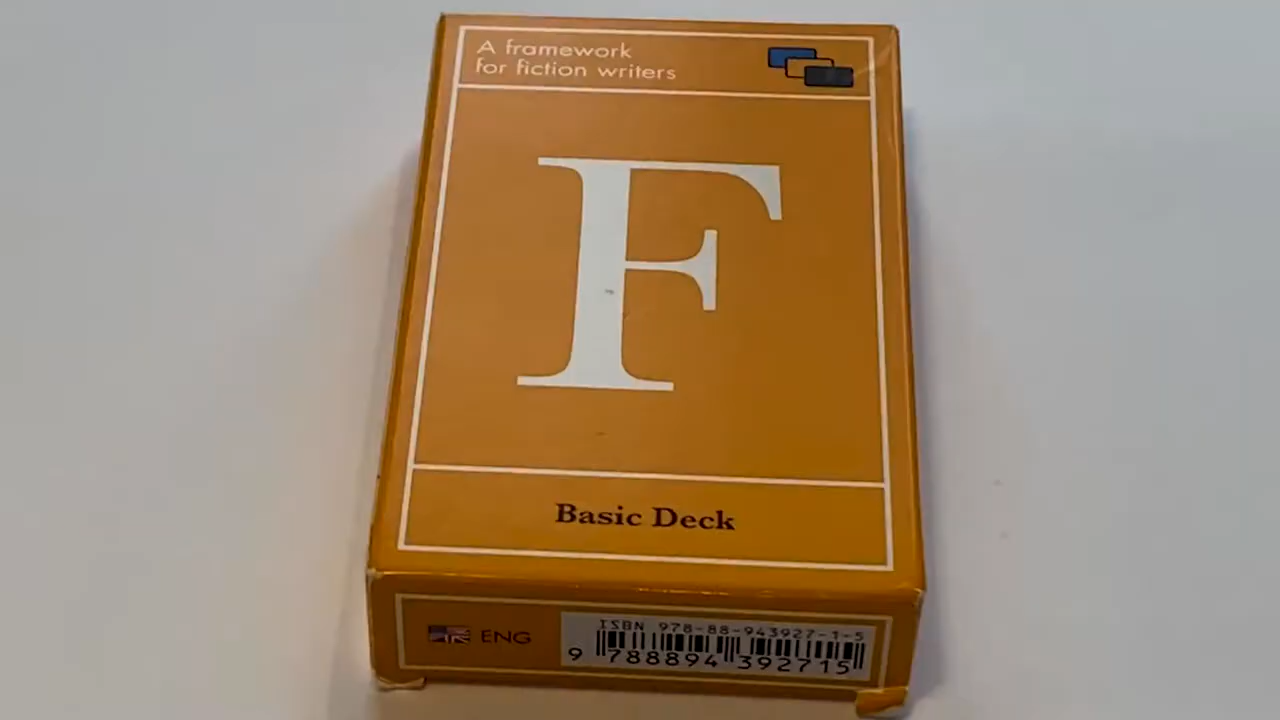 A framework
for fiction writers
F
Basic Deck
ENG
ISBN 978-88-943927-1-5
9 788894 392715